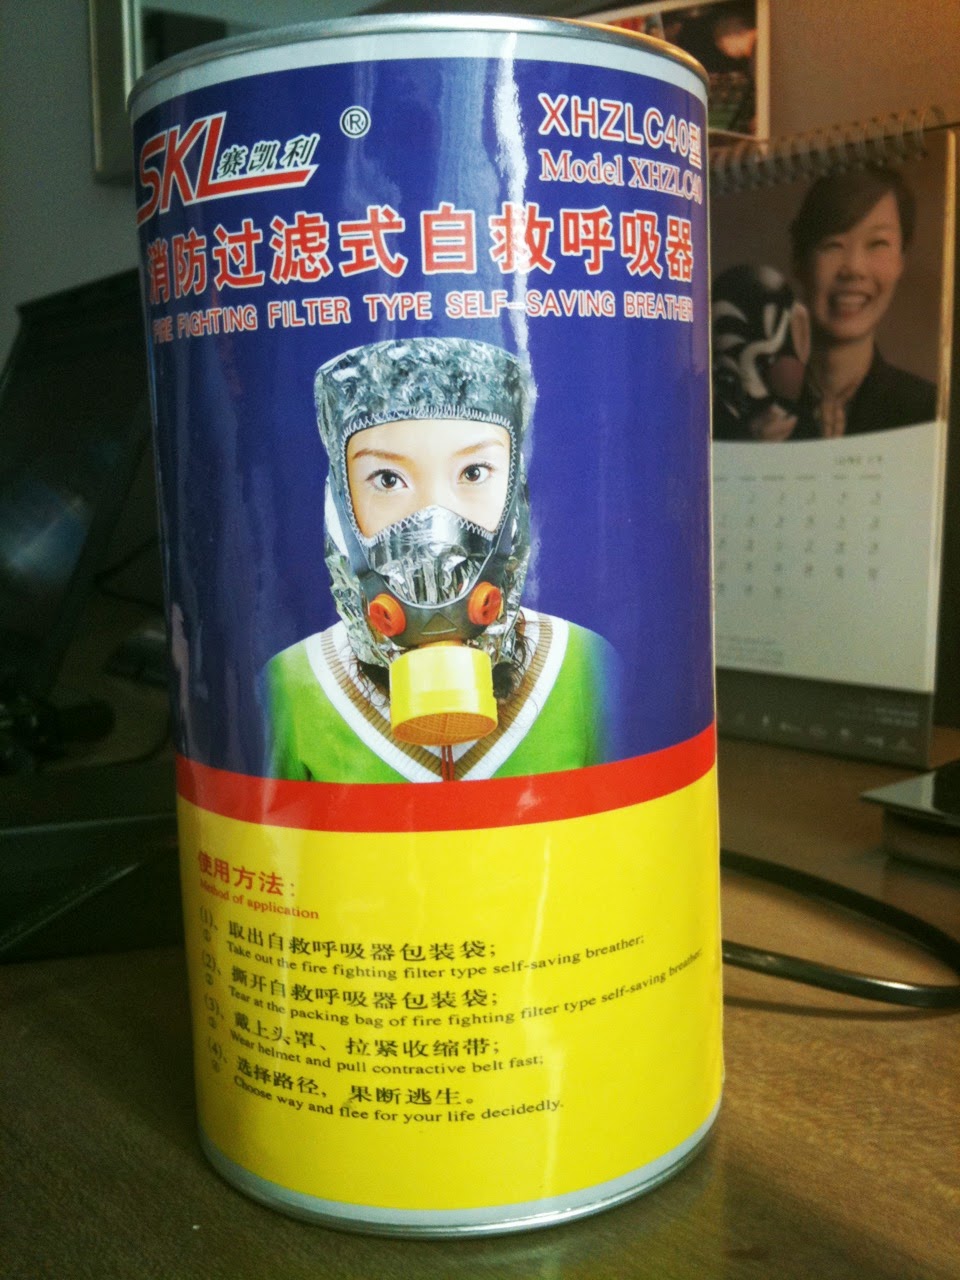 SKL赛凯利 ®
XHZLC40型
Model XHZLC40
消防过滤式自救呼吸器
FIRE FIGHTING FILTER TYPE SELF-SAVING BREATHER
使用方法：
Method of application
(1)、取出自救呼吸器包装袋；
Take out the fire fighting filter type self-saving breather;
(2)、撕开自救呼吸器包装袋；
Tear at the packing bag of fire fighting filter type self-saving breather;
(3)、戴上头罩、拉紧收缩带；
Wear helmet and pull contractive belt fast;
(4)、选择路径，果断逃生。
Choose way and flee for your life decidedly.